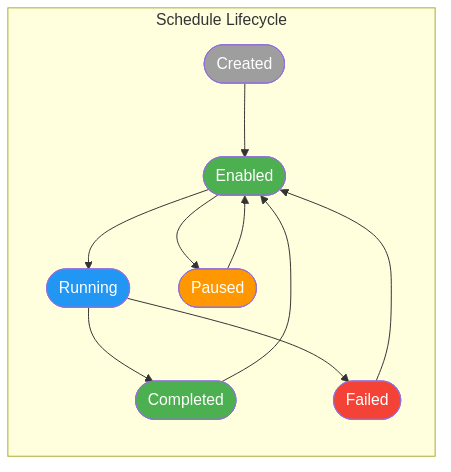 Schedule Lifecycle
Created
Enabled
Running
Paused
Completed
Failed